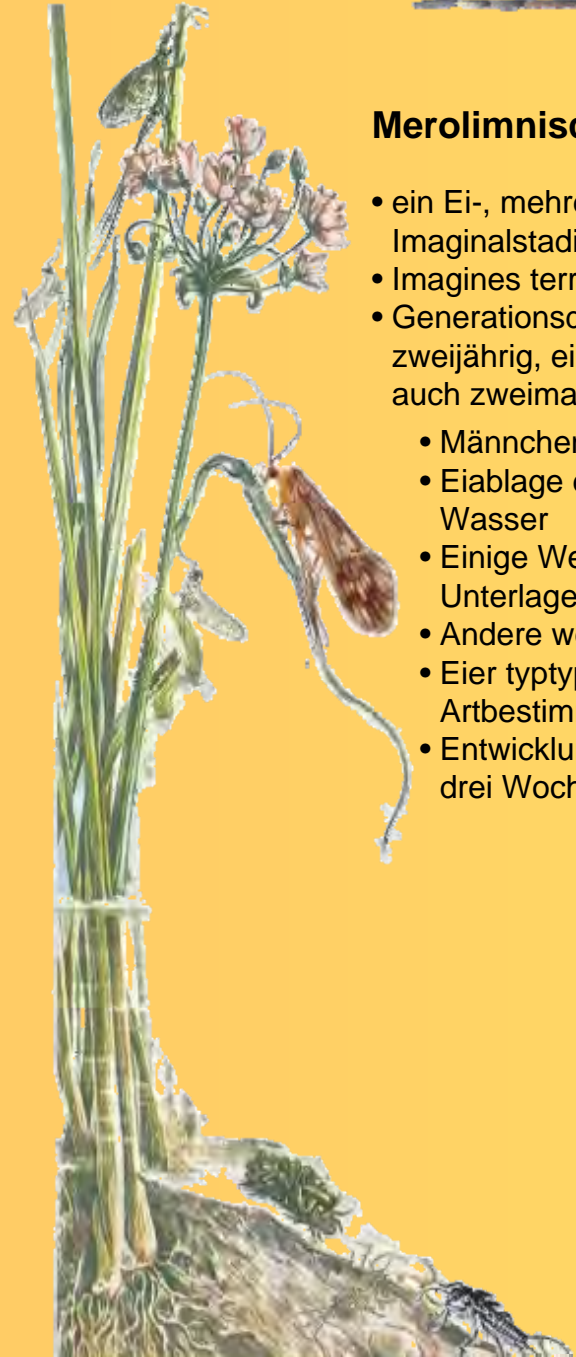 Merolimnisc
• ein Ei-, mehre
Imaginalstadi
• Imagines terr
• Generationsd
zweijährig, ei
auch zweima
• Männchen
• Eiablage
Wasser
• Einige We
Unterlage
• Andere we
• Eier typtyp
Artbestim
• Entwicklu
drei Woch